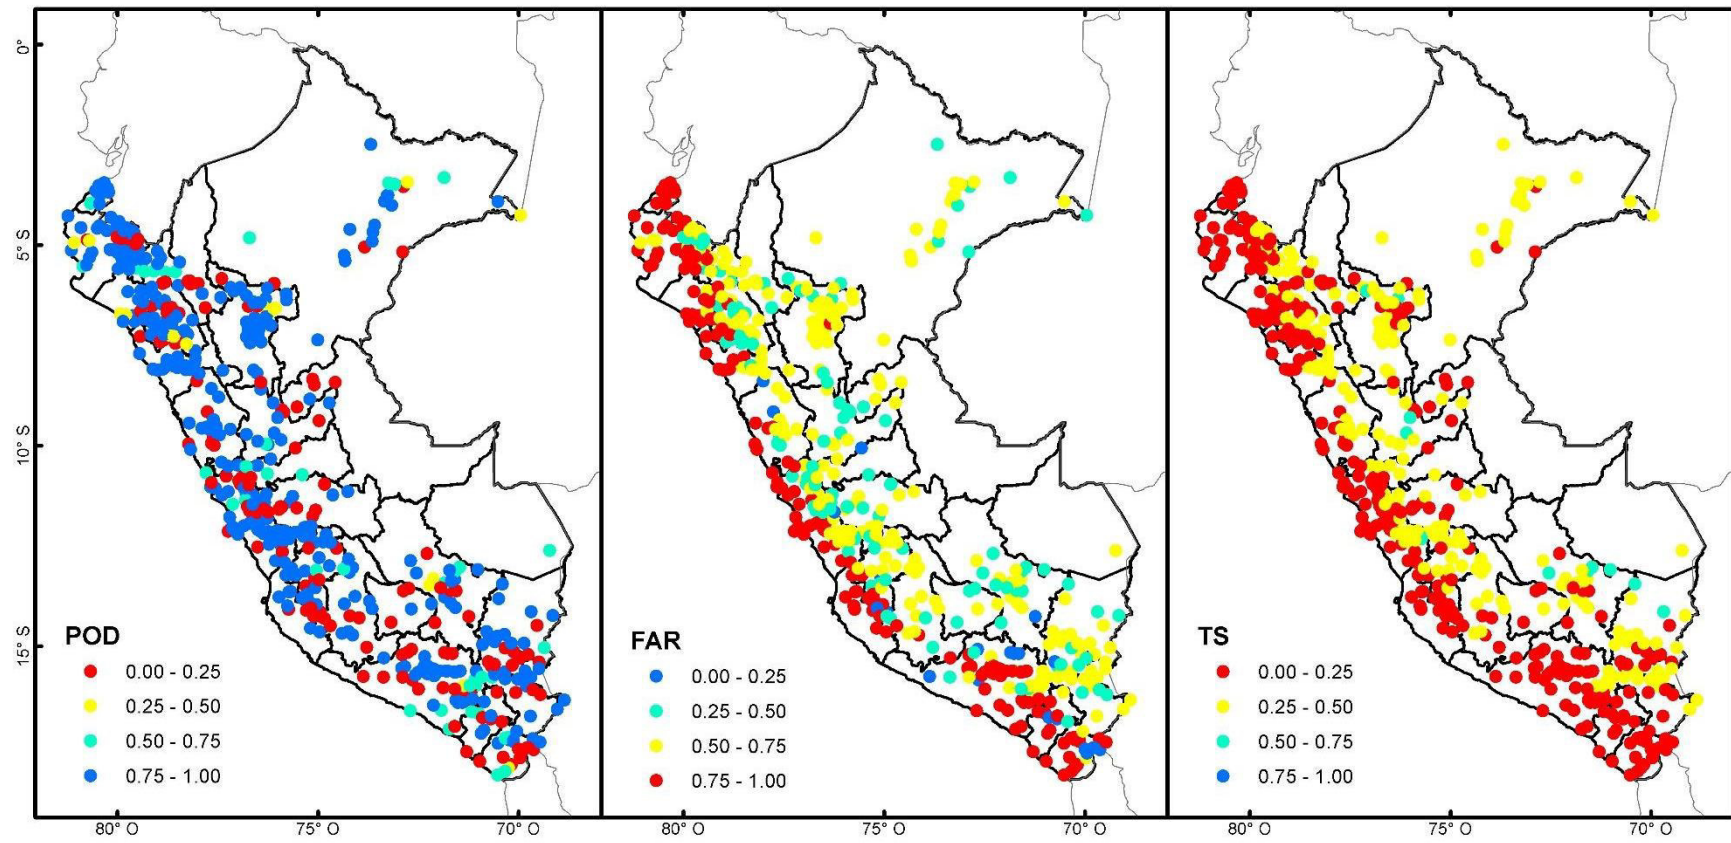 0°
5° S
10° S
15° S
POD
0.00 - 0.25
0.25 - 0.50
0.50 - 0.75
0.75 - 1.00
80° O
75° O
70° O
FAR
0.00 - 0.25
0.25 - 0.50
0.50 - 0.75
0.75 - 1.00
80° O
75° O
70° O
TS
0.00 - 0.25
0.25 - 0.50
0.50 - 0.75
0.75 - 1.00
80° O
75° O
70° O